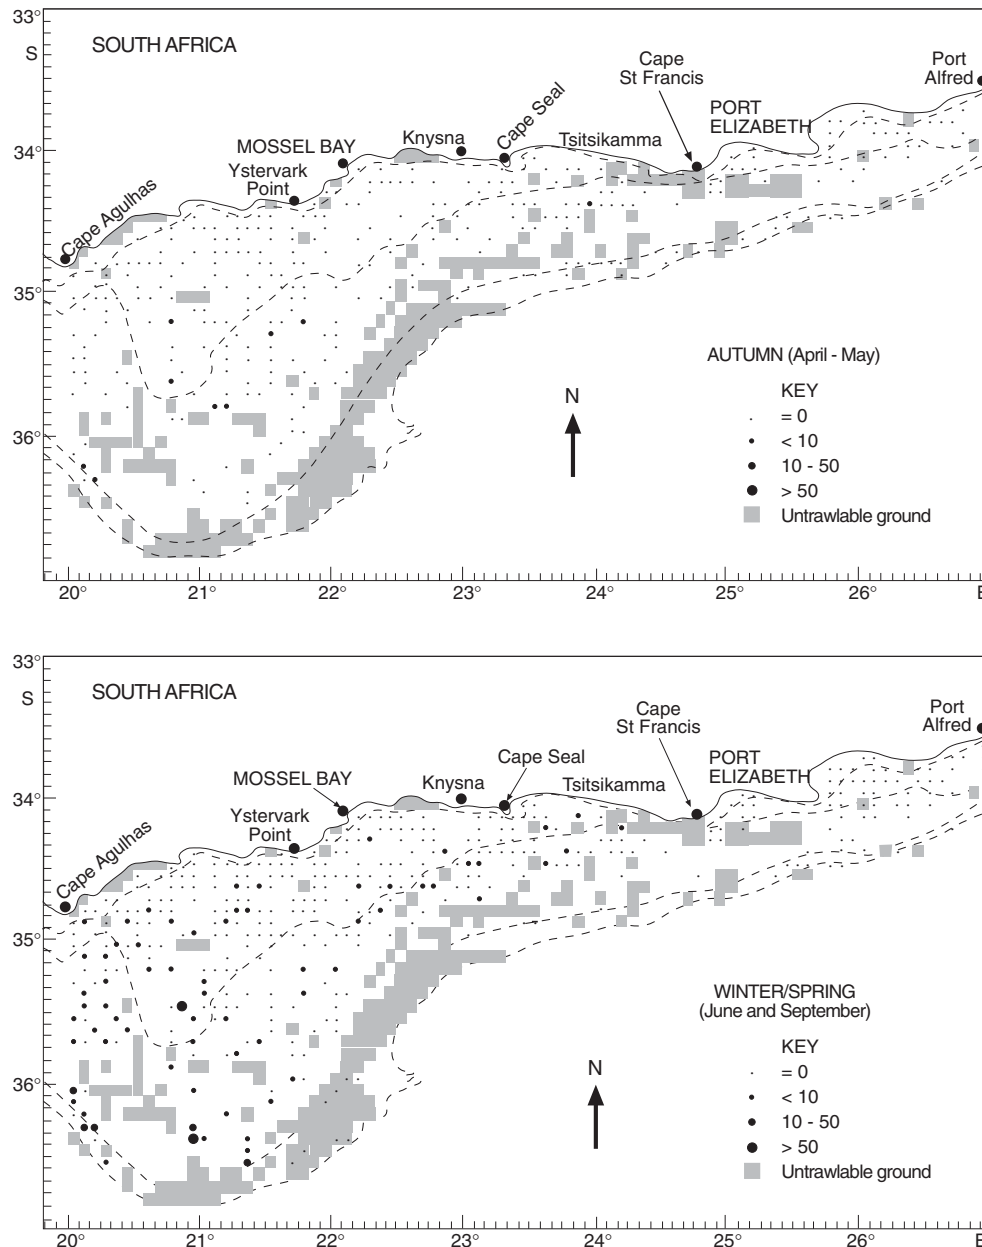 33°
S
SOUTH AFRICA
Cape
St Francis
Port
Alfred
PORT
ELIZABETH
Cape Seal
Knysna
Tsitsikamma
MOSSEL BAY
34°
Ystervark
Point
Cape Agulhas
35°
AUTUMN (April - May)
KEY
= 0
< 10
10 - 50
> 50
Untrawlable ground
N
36°
20° 21° 22° 23° 24° 25° 26° E
33°
S
SOUTH AFRICA
Cape
St Francis
Port
Alfred
PORT
ELIZABETH
Cape Seal
Knysna
Tsitsikamma
MOSSEL BAY
34°
Ystervark
Point
Cape Agulhas
35°
WINTER/SPRING
(June and September)
KEY
= 0
< 10
10 - 50
> 50
Untrawlable ground
N
36°
20° 21° 22° 23° 24° 25° 26° E